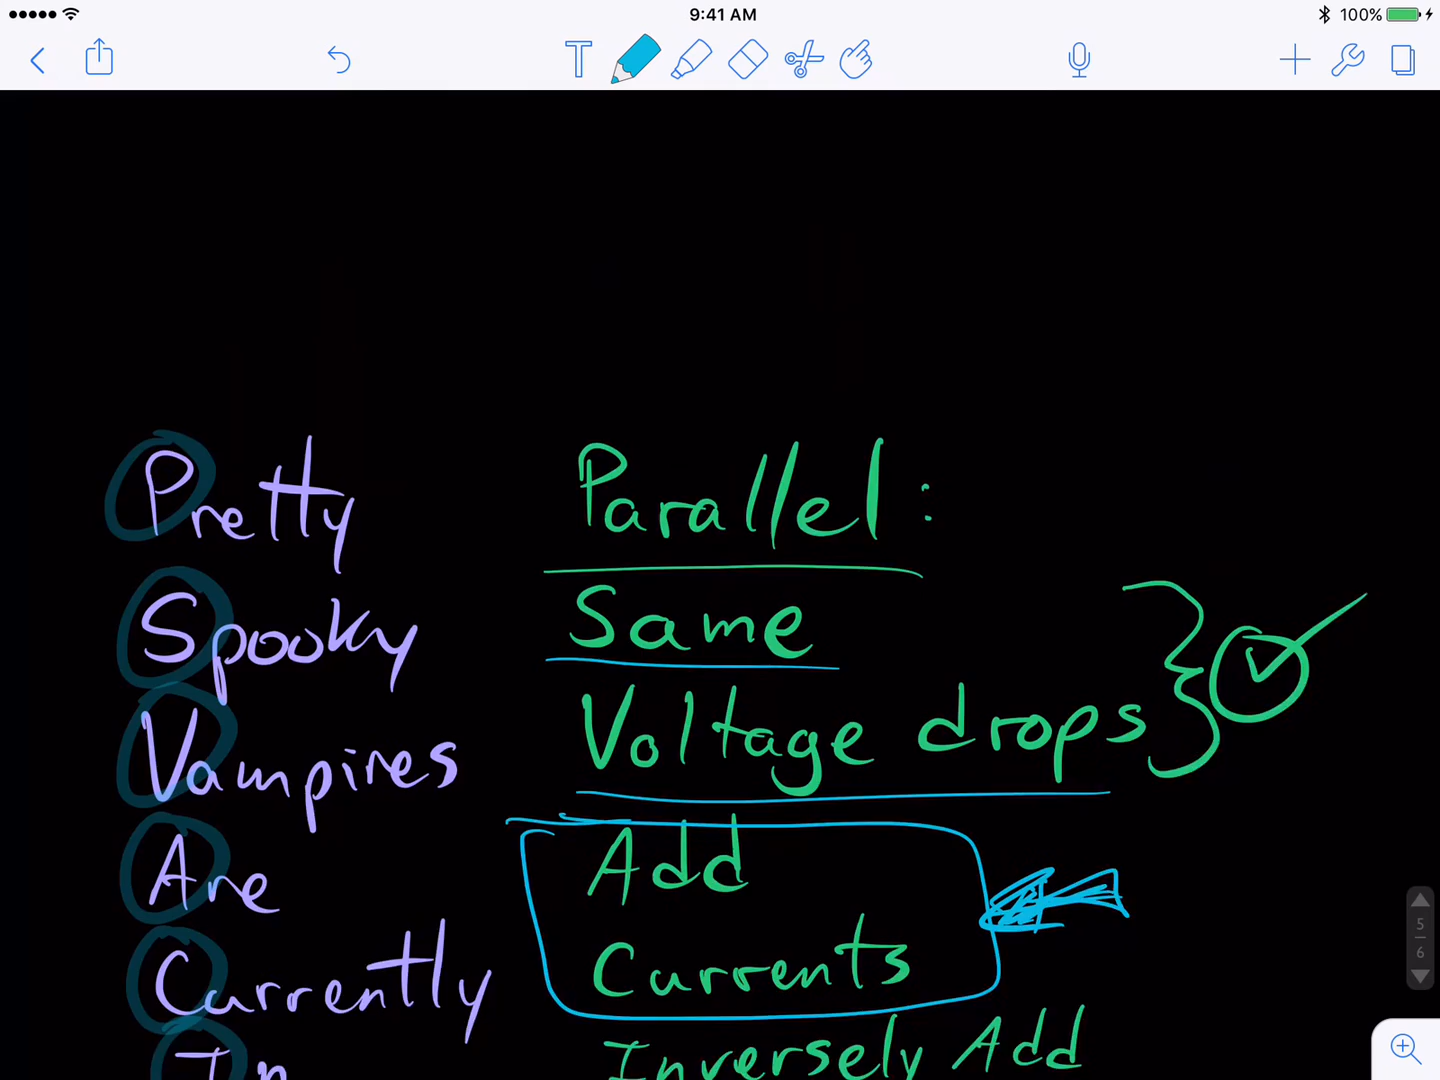 9:41 AM
100%
Pretty Parallel:
Spooky Same
Vampires Voltage drops
Are Add
Currently Currents
In Inversely Add
5
6